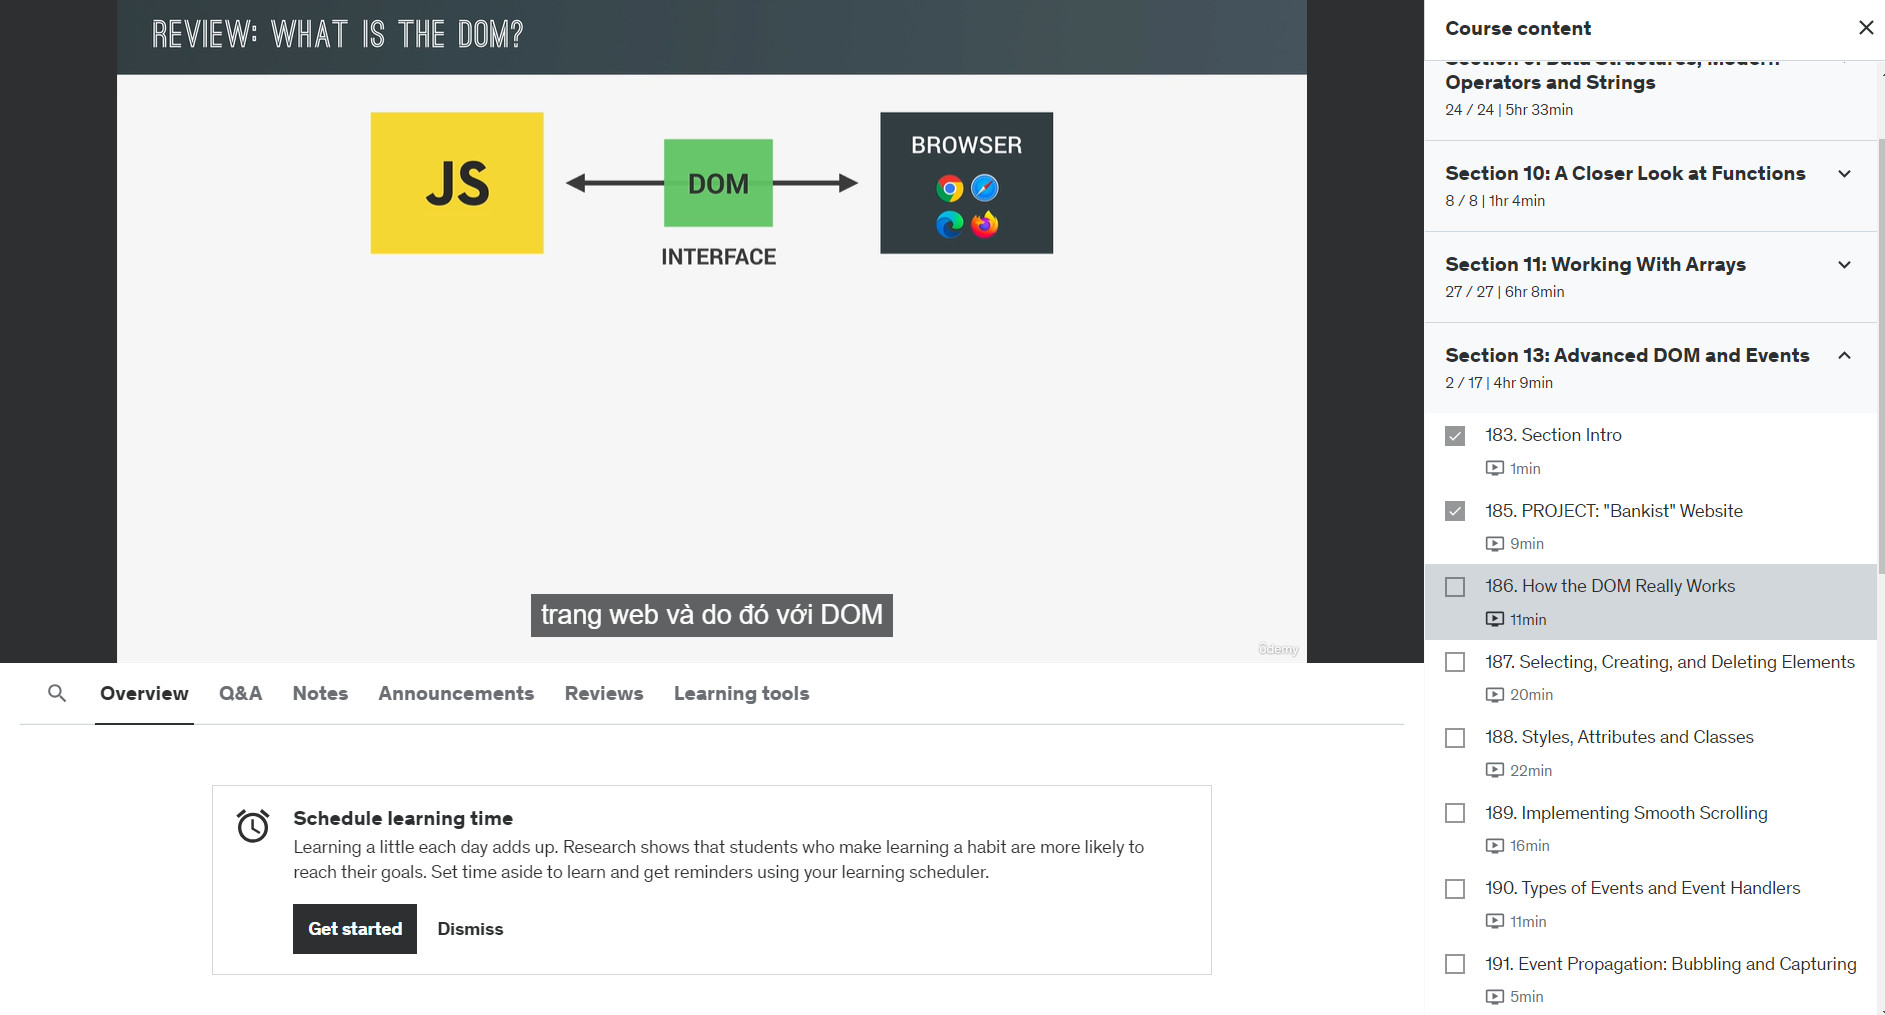 REVIEW: WHAT IS THE DOM?
JS
DOM
INTERFACE
BROWSER
trang web và do đó với DOM
ûdemy
Overview
Q&A
Notes
Announcements
Reviews
Learning tools
Schedule learning time
Learning a little each day adds up. Research shows that students who make learning a habit are more likely to
reach their goals. Set time aside to learn and get reminders using your learning scheduler.
Get started
Dismiss
Course content
Operators and Strings
24 / 24 | 5hr 33min
Section 10: A Closer Look at Functions
8 / 8 | 1hr 4min
Section 11: Working With Arrays
27 / 27 | 6hr 8min
Section 13: Advanced DOM and Events
2 / 17 | 4hr 9min
183. Section Intro
1min
185. PROJECT: "Bankist" Website
9min
186. How the DOM Really Works
11min
187. Selecting, Creating, and Deleting Elements
20min
188. Styles, Attributes and Classes
22min
189. Implementing Smooth Scrolling
16min
190. Types of Events and Event Handlers
11min
191. Event Propagation: Bubbling and Capturing
5min